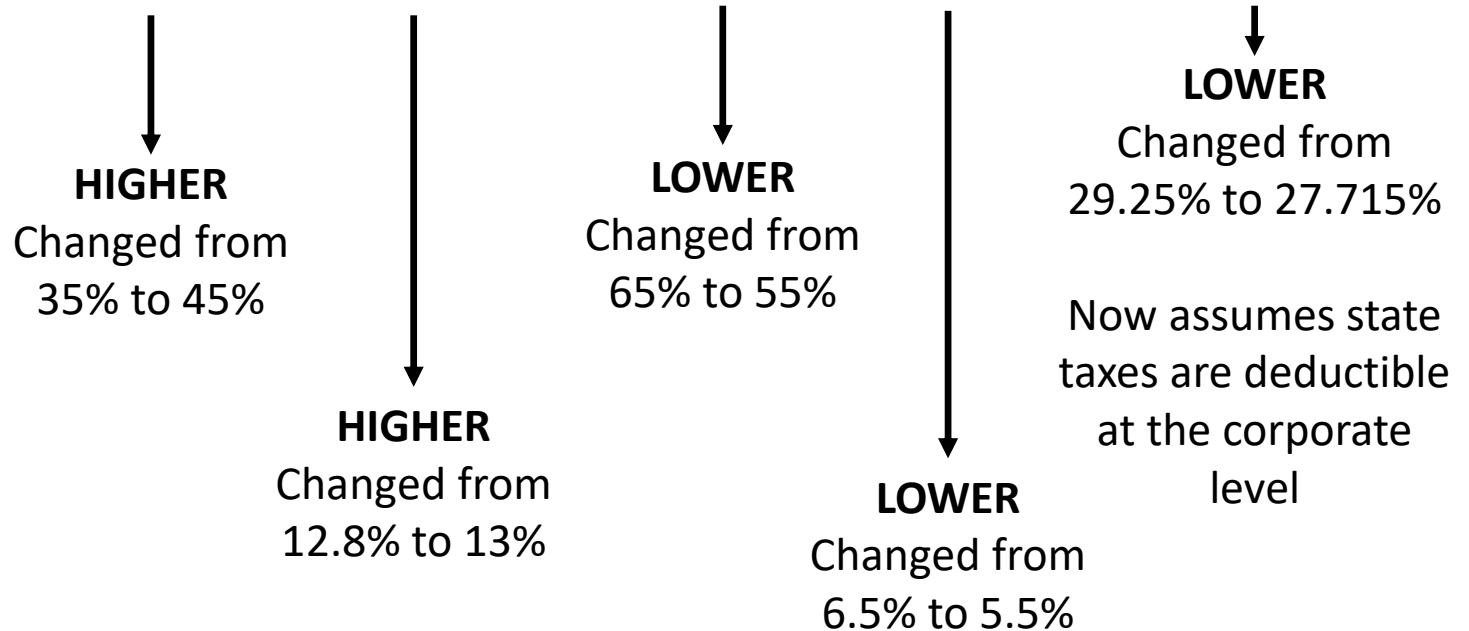 HIGHER
Changed from
35% to 45%
HIGHER
Changed from
12.8% to 13%
LOWER
Changed from
65% to 55%
LOWER
Changed from
6.5% to 5.5%
LOWER
Changed from
29.25% to 27.715%
Now assumes state
taxes are deductible
at the corporate
level